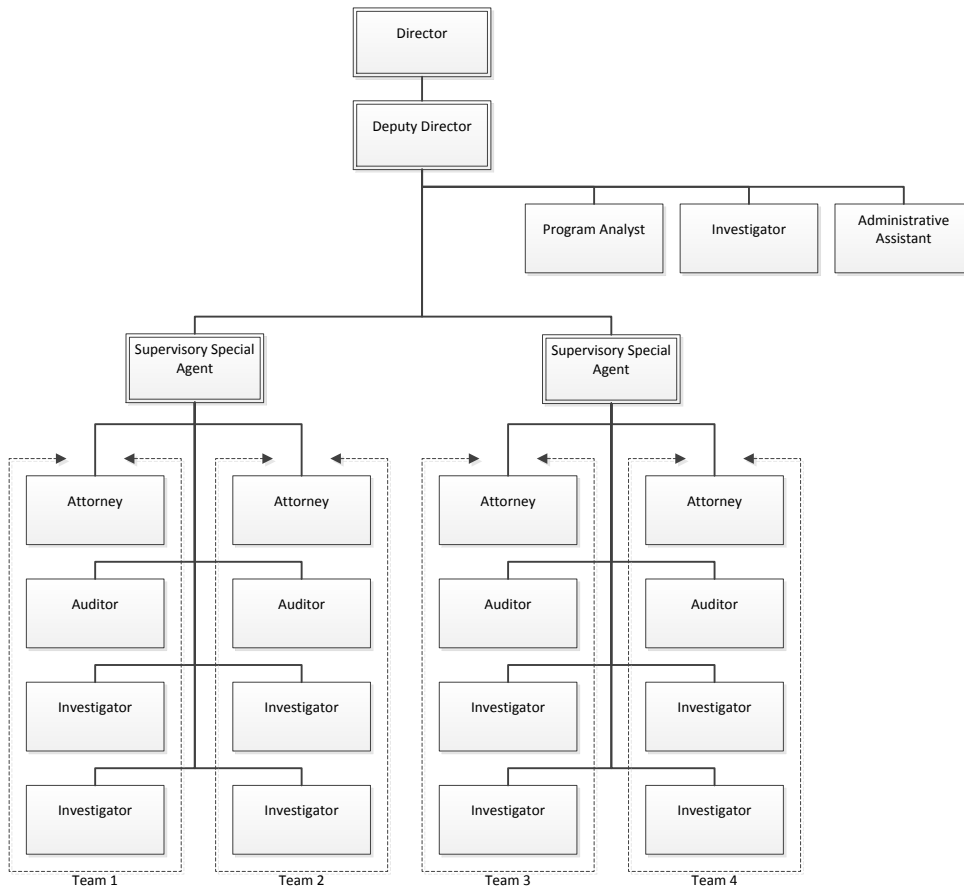 Director
Deputy Director
Program Analyst
Investigator
Administrative
Assistant
Supervisory Special
Agent
Supervisory Special
Agent
Attorney
Attorney
Attorney
Attorney
Auditor
Auditor
Auditor
Auditor
Investigator
Investigator
Investigator
Investigator
Investigator
Investigator
Investigator
Investigator
Team 1
Team 2
Team 3
Team 4